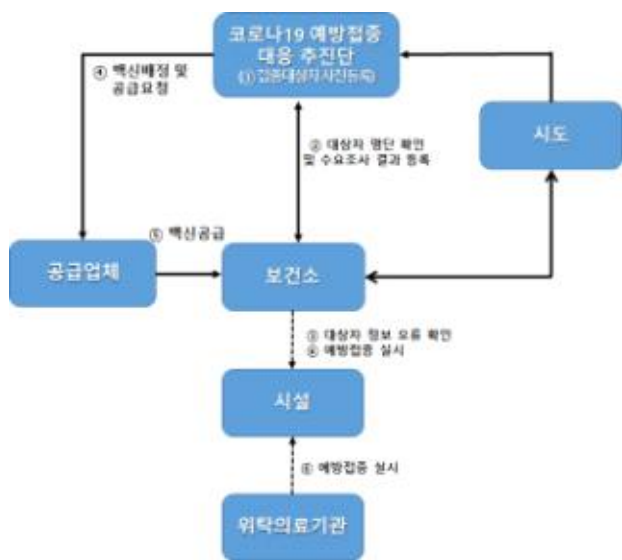 코로나19 예방접종
대응 추진단
(① 접종대상자 사전등록)
④ 백신배정 및
공급요청
② 대상자 명단 확인
및 수요조사 결과 등록
시도
⑤ 백신공급
공급업체
보건소
③ 대상자 정보 오류 확인
⑥ 예방접종 실시
시설
⑥ 예방접종 실시
위탁의료기관